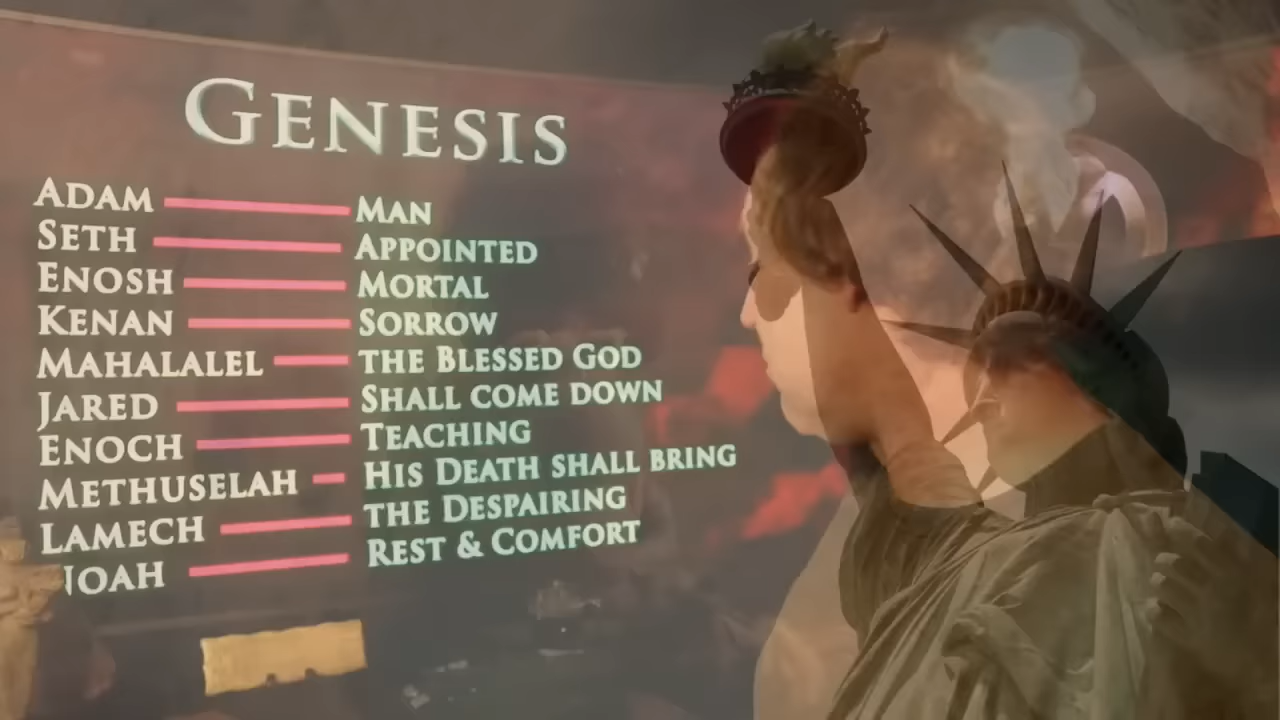 GENESIS
ADAM MAN
SETH APPOINTED
ENOSH MORTAL
KENAN SORROW
MAHALALEL THE BLESSED GOD
JARED SHALL COME DOWN
ENOCH TEACHING
METHUSELAH HIS DEATH SHALL BRING
LAMECH THE DESPAIRING
NOAH REST & COMFORT